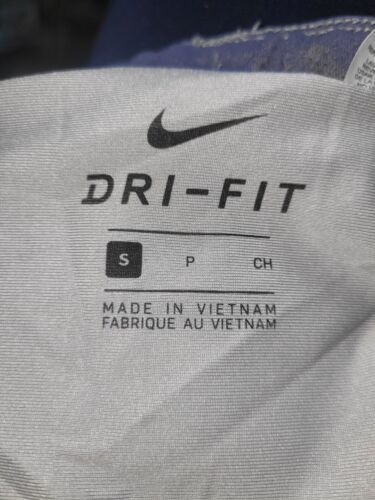 DRI-FIT
S P CH
MADE IN VIETNAM
FABRIQUE AU VIETNAM